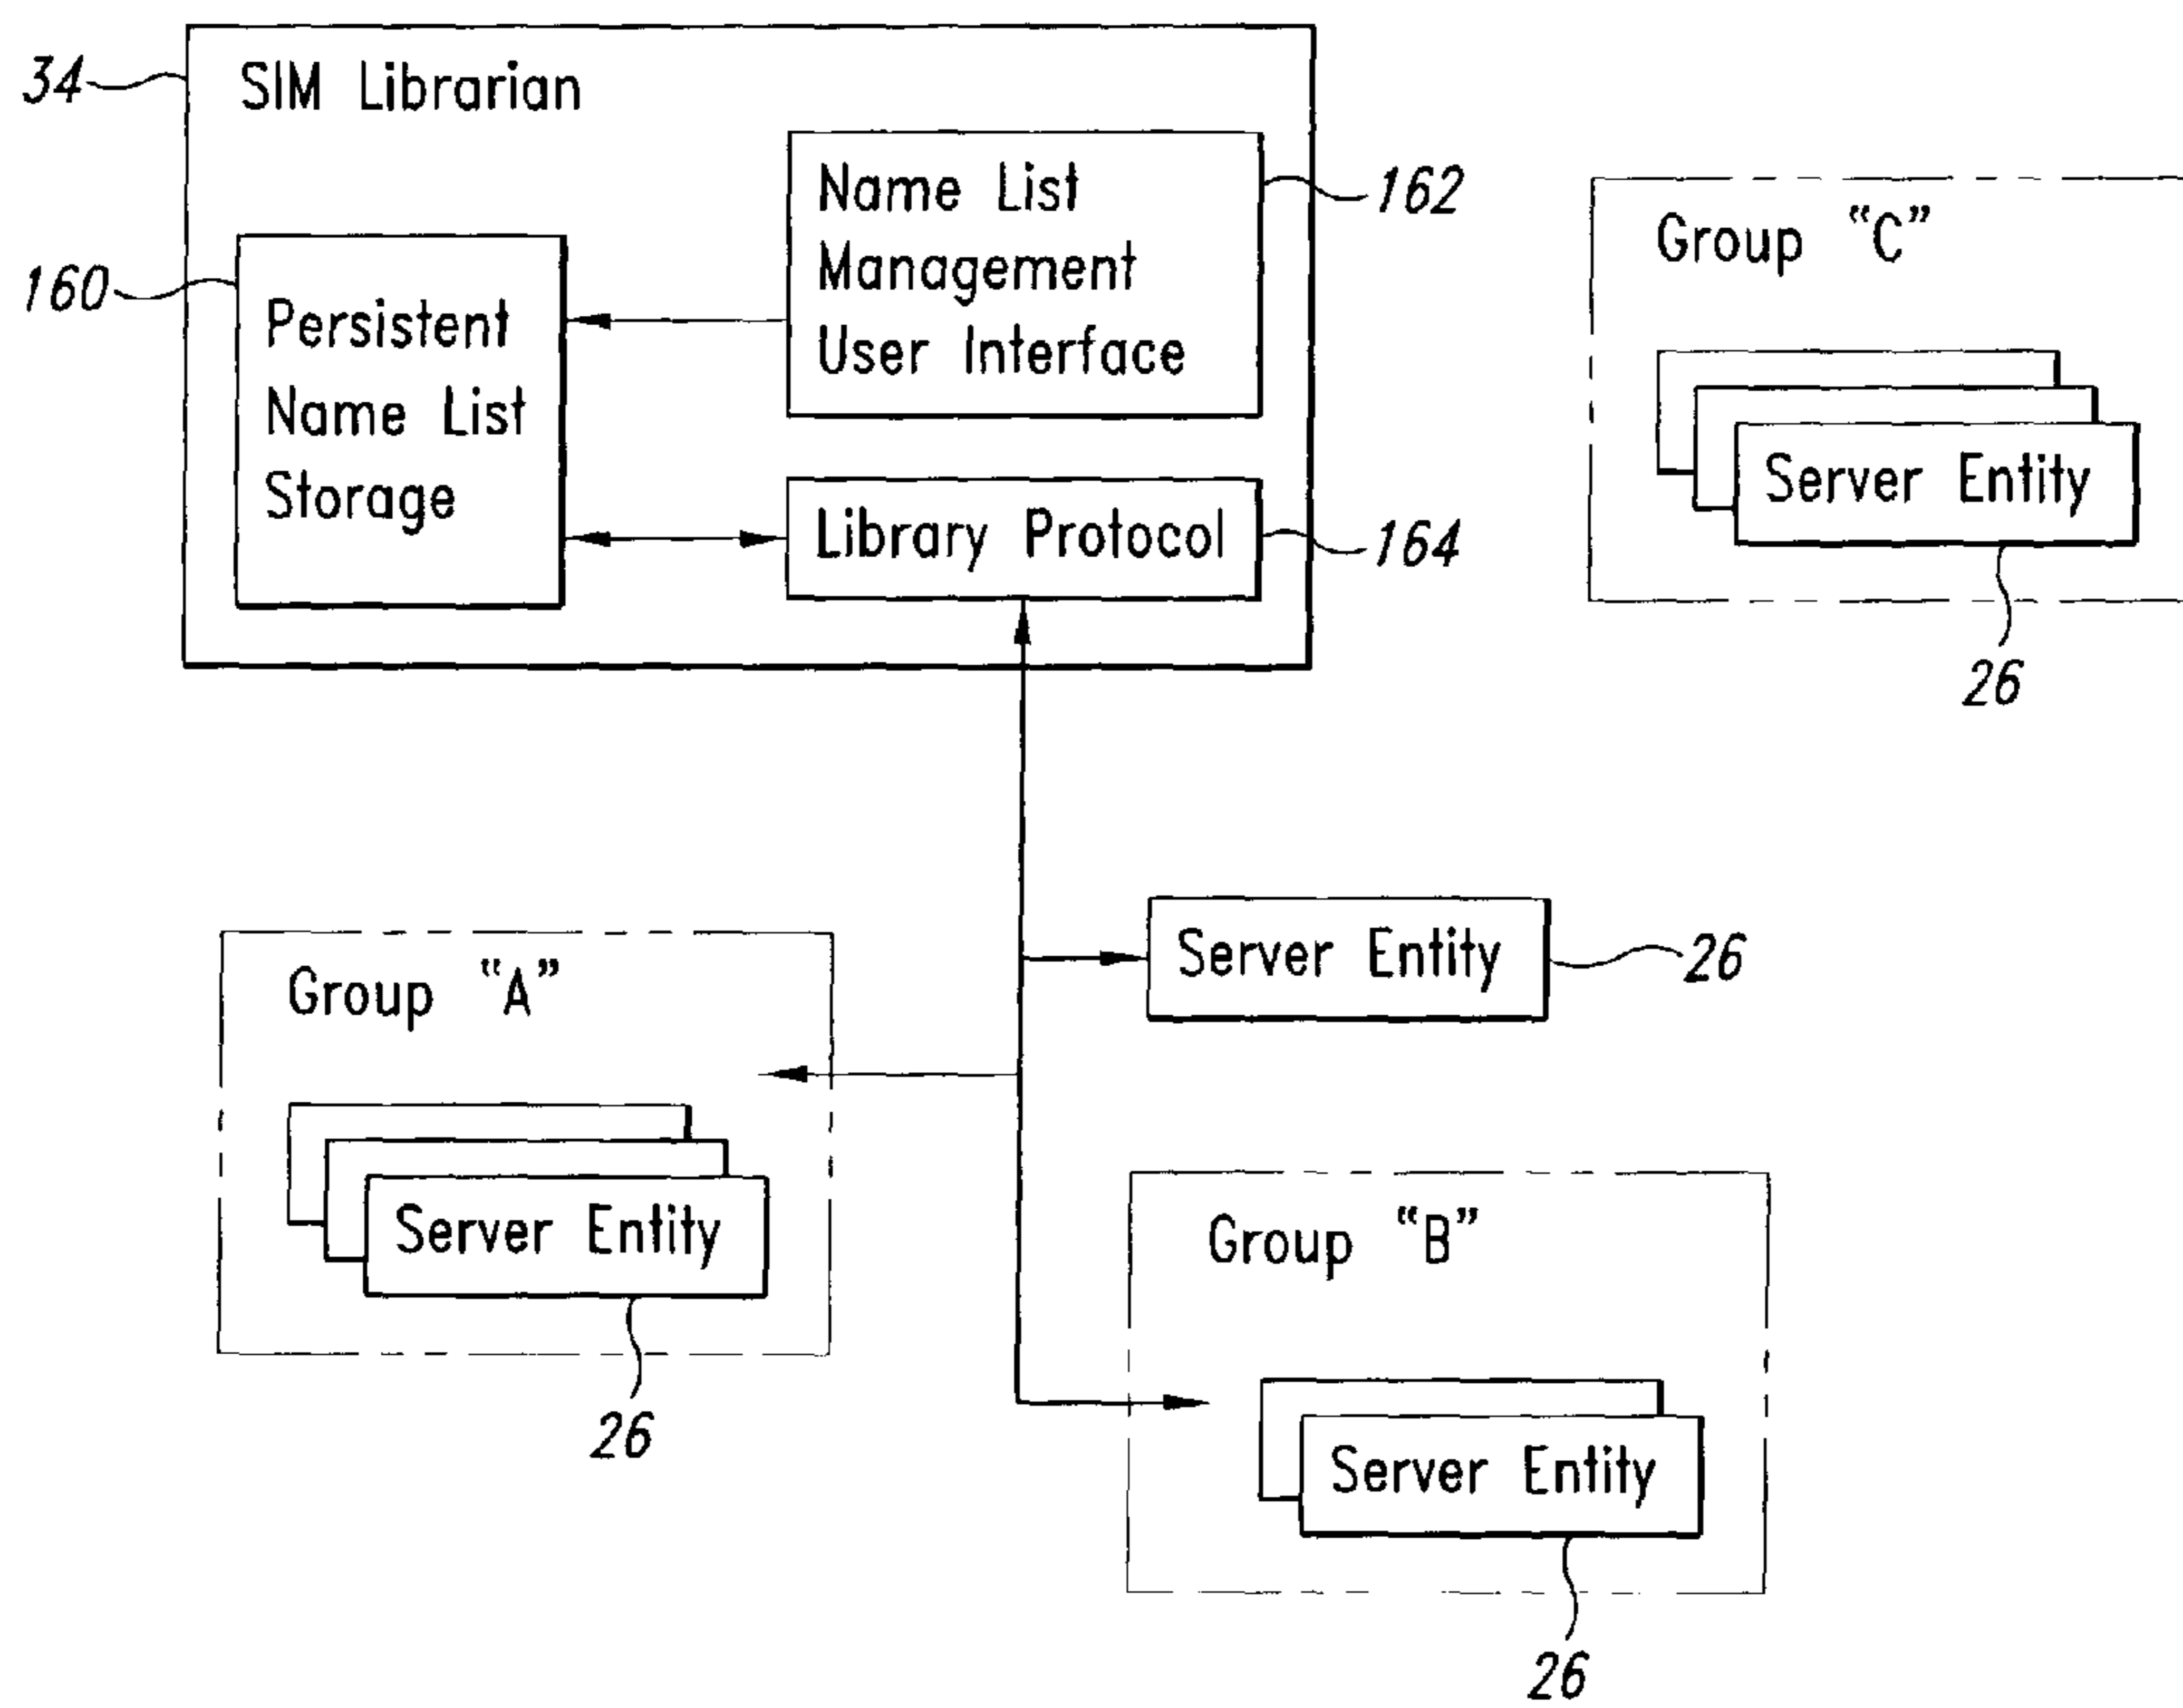 34
SIM Librarian
Name List
Management
User Interface
162
160
Persistent
Name List
Storage
Library Protocol
164
Group "C"
Server Entity
26
Server Entity
26
Group "A"
Server Entity
26
Group "B"
Server Entity
26